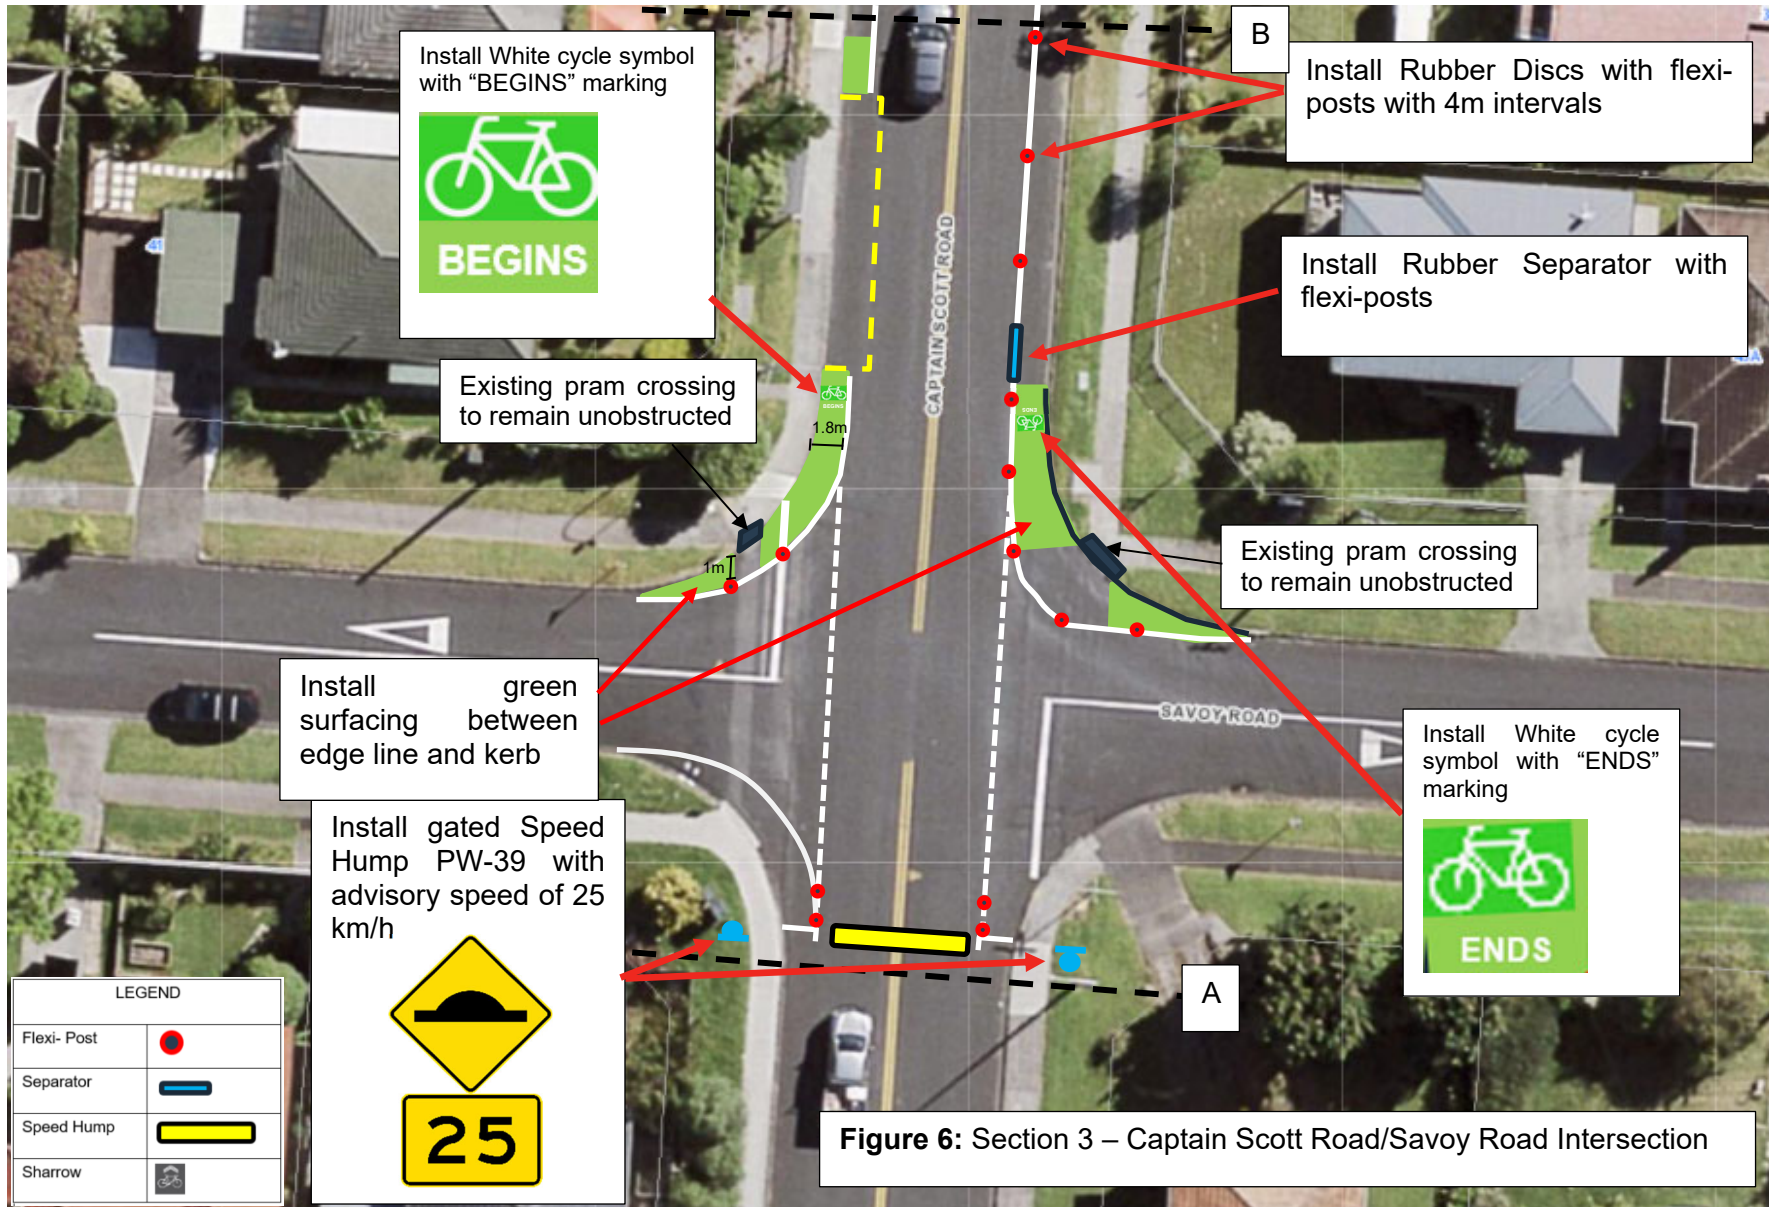 B
Install White cycle symbol
with “BEGINS” marking
BEGINS
Install Rubber Discs with flexi-
posts with 4m intervals
41
CAPTAIN SCOTT ROAD
Install Rubber Separator with
flexi-posts
Existing pram crossing
to remain unobstructed
BEGINS
ENDS
1.8m
1m
Existing pram crossing
to remain unobstructed
Install green
surfacing between
edge line and kerb
SAVOY ROAD
Install White cycle
symbol with “ENDS”
marking
ENDS
Install gated Speed
Hump PW-39 with
advisory speed of 25
km/h
25
A
LEGEND
Flexi- Post
Separator
Speed Hump
Sharrow
Figure 6: Section 3 – Captain Scott Road/Savoy Road Intersection